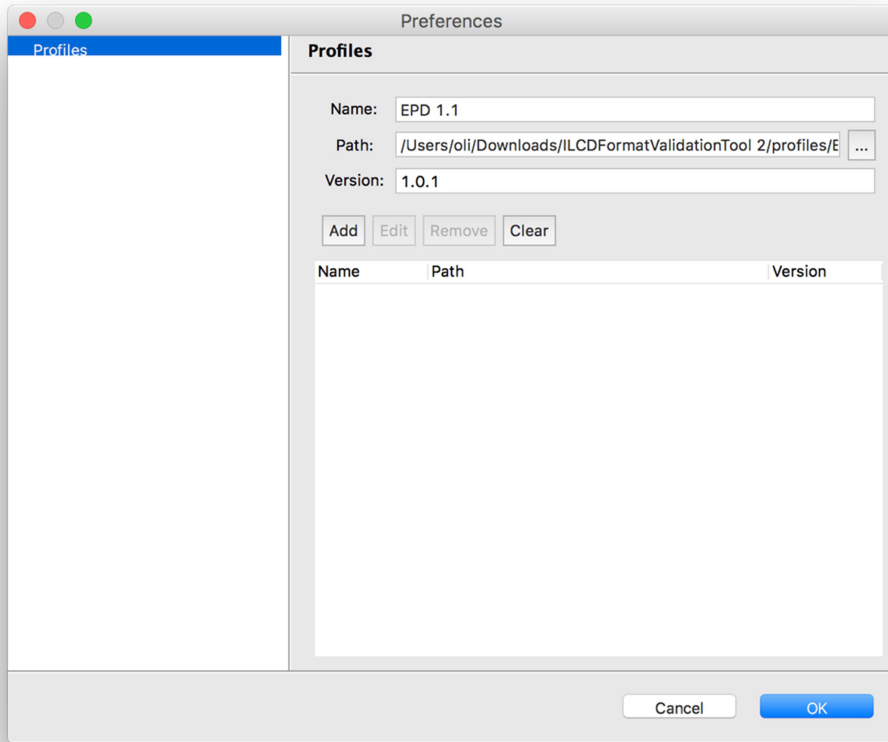 Preferences
Profiles
Profiles
Name: EPD 1.1
Path: /Users/oli/Downloads/ILCDFormatValidationTool 2/profiles/E ...
Version: 1.0.1
Add Edit Remove Clear
Name Path Version
Cancel OK